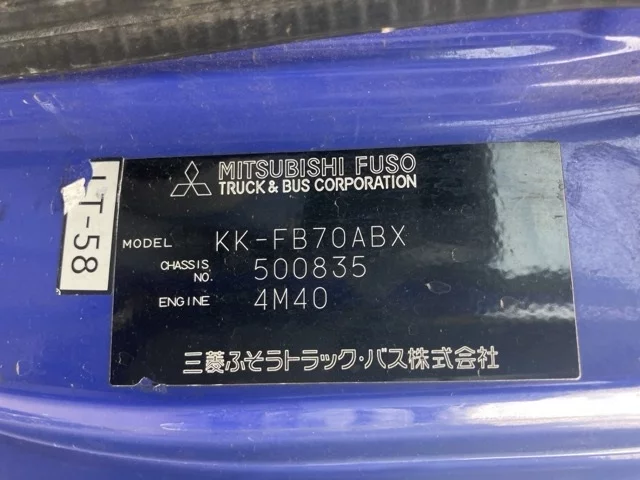 MITSUBISHI FUSO
TRUCK & BUS CORPORATION
MODEL KK-FB70ABX
CHASSIS NO. 500835
ENGINE 4M40
三菱ふそうトラック・バス株式会社
T-58